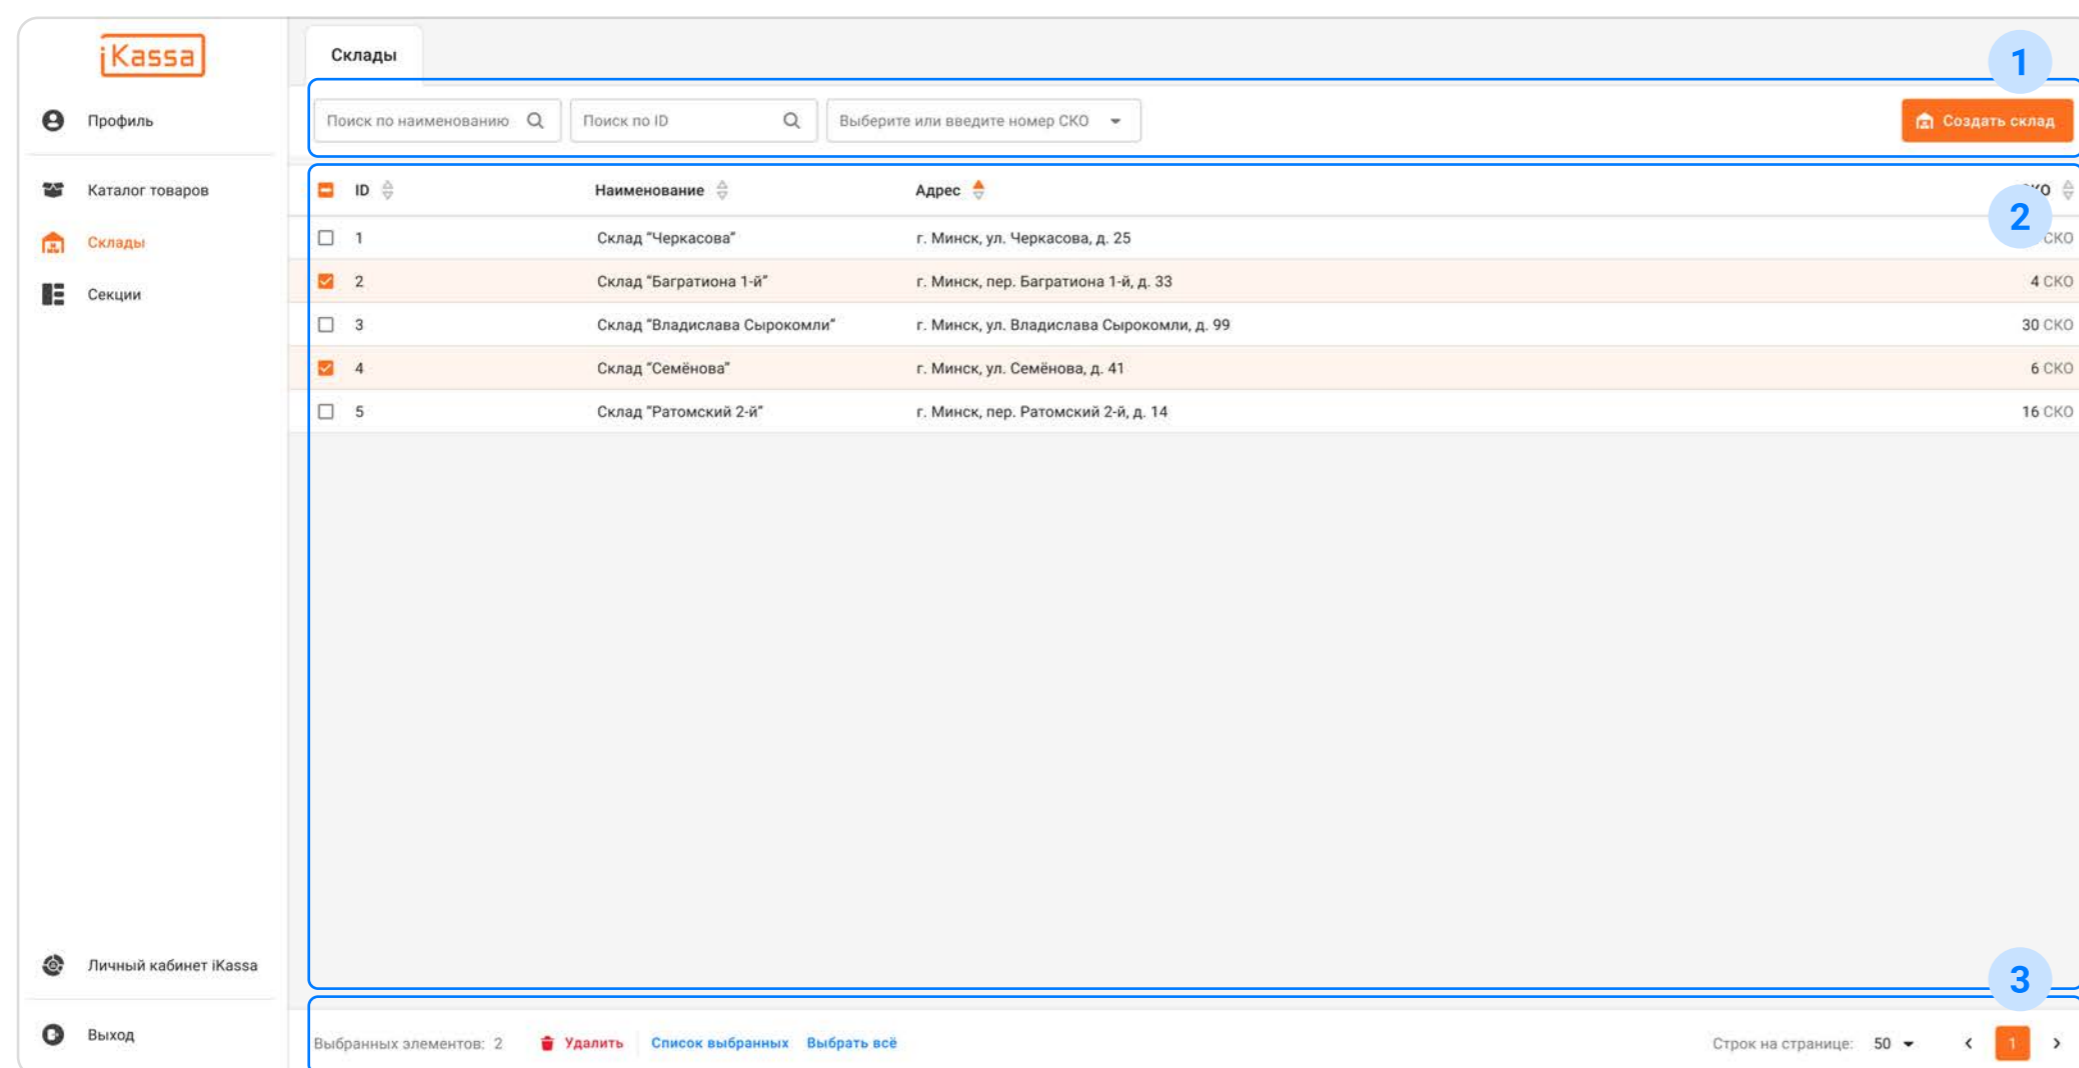 iKassa
Склады
1
Профиль
Поиск по наименованию
Поиск по ID
Выберите или введите номер СКО
Создать склад
Каталог товаров
ID
Наименование
Адрес
2
Склады
1
Склад "Черкасова"
г. Минск, ул. Черкасова, д. 25
СКО
2
Склад "Багратиона 1-й"
г. Минск, пер. Багратиона 1-й, д. 33
4 СКО
Секции
3
Склад "Владислава Сырокомли"
г. Минск, ул. Владислава Сырокомли, д. 99
30 СКО
4
Склад "Семёнова"
г. Минск, ул. Семёнова, д. 41
6 СКО
5
Склад "Ратомский 2-й"
г. Минск, пер. Ратомский 2-й, д. 14
16 СКО
Личный кабинет iKassa
3
Выход
Выбранных элементов: 2
Удалить
Список выбранных
Выбрать всё
Строк на странице: 50
1